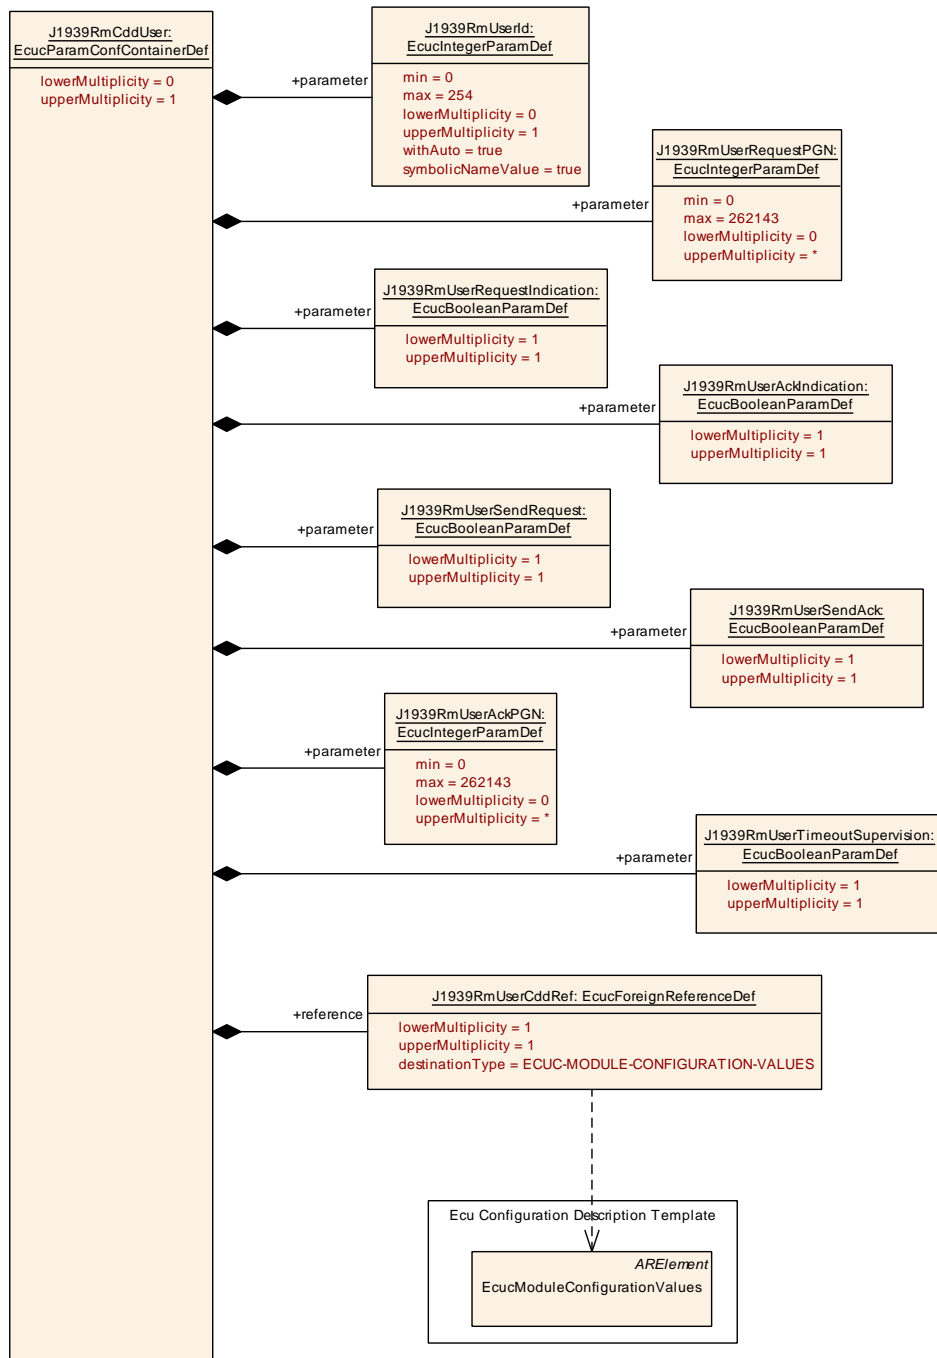 J1939RmCddUser:
EcucParamConfContainerDef
lowerMultiplicity = 0
upperMultiplicity = 1
+parameter
J1939RmUserId:
EcucIntegerParamDef
min = 0
max = 254
lowerMultiplicity = 0
upperMultiplicity = 1
withAuto = true
symbolicNameValue = true
+parameter
J1939RmUserRequestPGN:
EcucIntegerParamDef
min = 0
max = 262143
lowerMultiplicity = 0
upperMultiplicity = *
+parameter
J1939RmUserRequestIndication:
EcucBooleanParamDef
lowerMultiplicity = 1
upperMultiplicity = 1
+parameter
J1939RmUserAckIndication:
EcucBooleanParamDef
lowerMultiplicity = 1
upperMultiplicity = 1
+parameter
J1939RmUserSendRequest:
EcucBooleanParamDef
lowerMultiplicity = 1
upperMultiplicity = 1
+parameter
J1939RmUserSendAck:
EcucBooleanParamDef
lowerMultiplicity = 1
upperMultiplicity = 1
+parameter
J1939RmUserAckPGN:
EcucIntegerParamDef
min = 0
max = 262143
lowerMultiplicity = 0
upperMultiplicity = *
+parameter
J1939RmUserTimeoutSupervision:
EcucBooleanParamDef
lowerMultiplicity = 1
upperMultiplicity = 1
+reference
J1939RmUserCddRef: EcucForeignReferenceDef
lowerMultiplicity = 1
upperMultiplicity = 1
destinationType = ECUC-MODULE-CONFIGURATION-VALUES
Ecu Configuration Description Template
ARElement
EcucModuleConfigurationValues